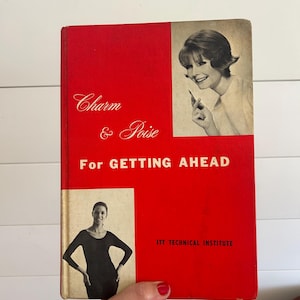 Charm
& Poise
For GETTING AHEAD
ITT TECHNICAL INSTITUTE